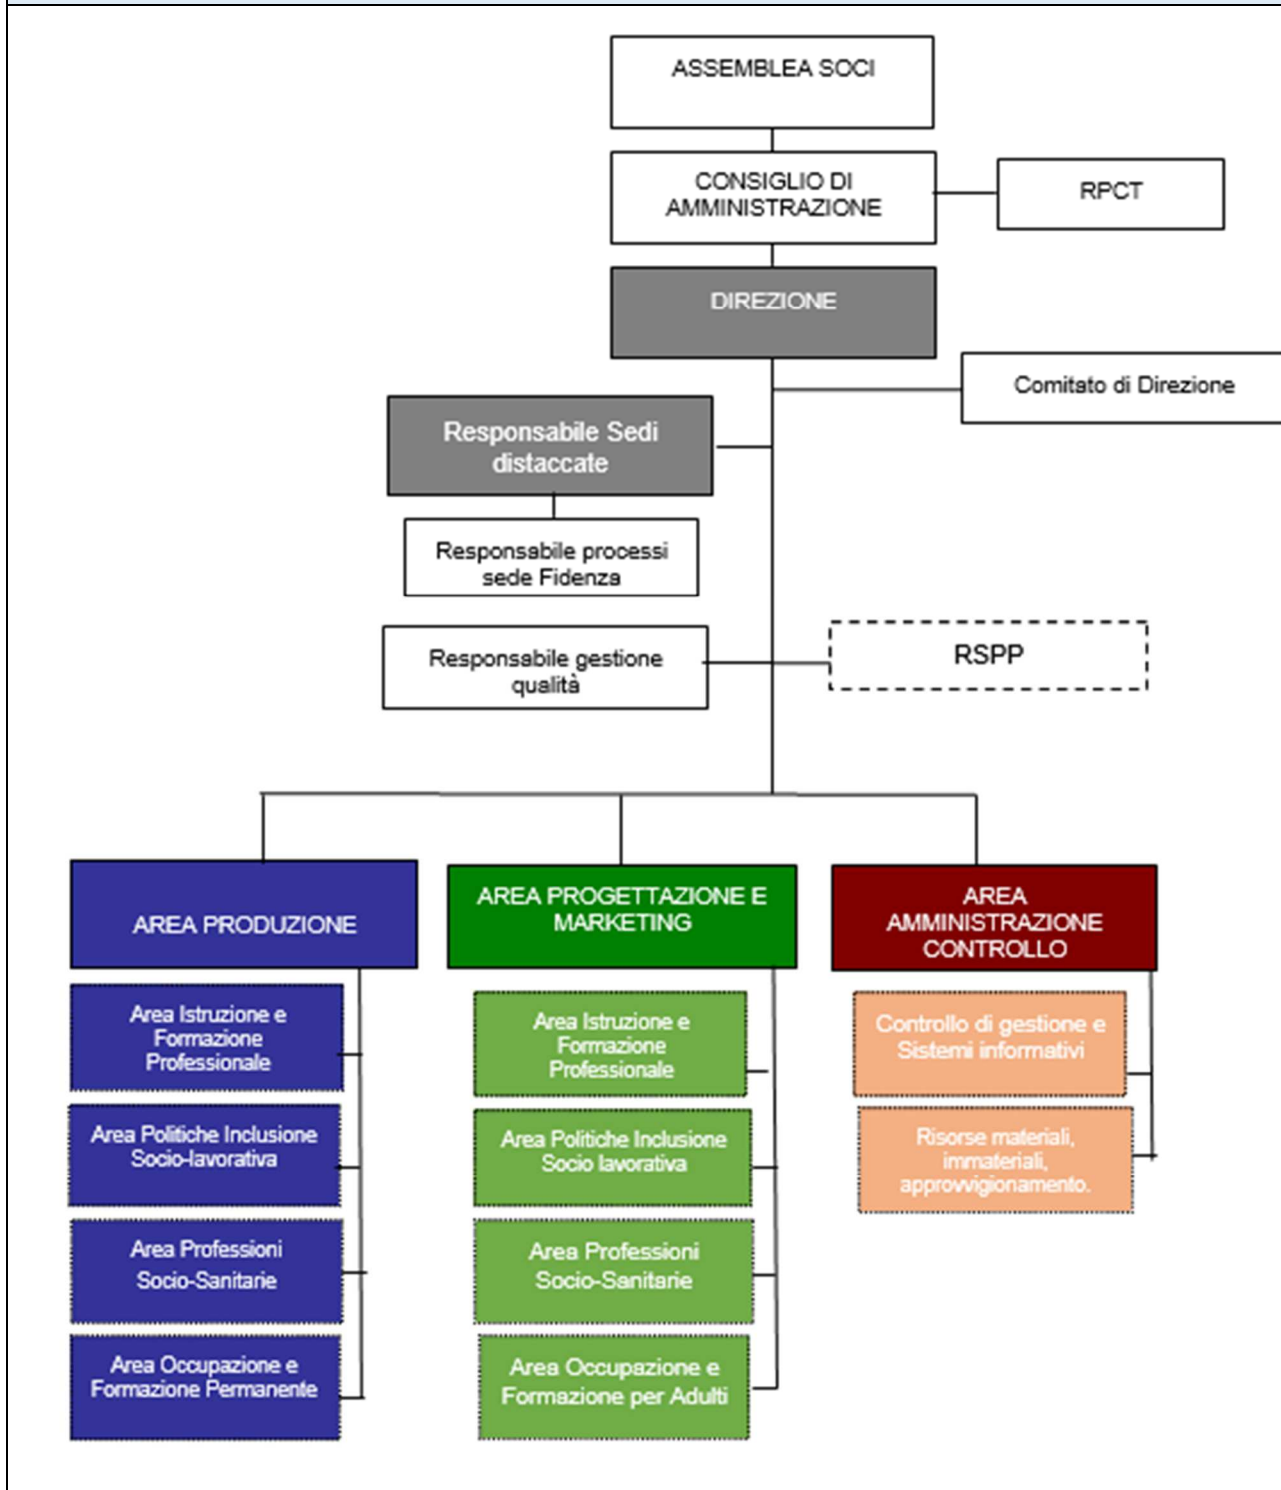 ASSEMBLEA SOCI
CONSIGLIO DI
AMMINISTRAZIONE
RPCT
DIREZIONE
Comitato di Direzione
Responsabile Sedi
distaccate
Responsabile processi
sede Fidenza
Responsabile gestione
qualità
RSPP
AREA PRODUZIONE
AREA PROGETTAZIONE E
MARKETING
AREA
AMMINISTRAZIONE
CONTROLLO
Area Istruzione e
Formazione
Professionale
Area Politiche Inclusione
Socio-lavorativa
Area Professioni
Socio-Sanitarie
Area Occupazione e
Formazione Permanente
Area Istruzione e
Formazione
Professionale
Area Politiche Inclusione
Socio lavorativa
Area Professioni
Socio-Sanitarie
Area Occupazione e
Formazione per Adulti
Controllo di gestione e
Sistemi informativi
Risorse materiali,
immateriali,
approvvigionamento.